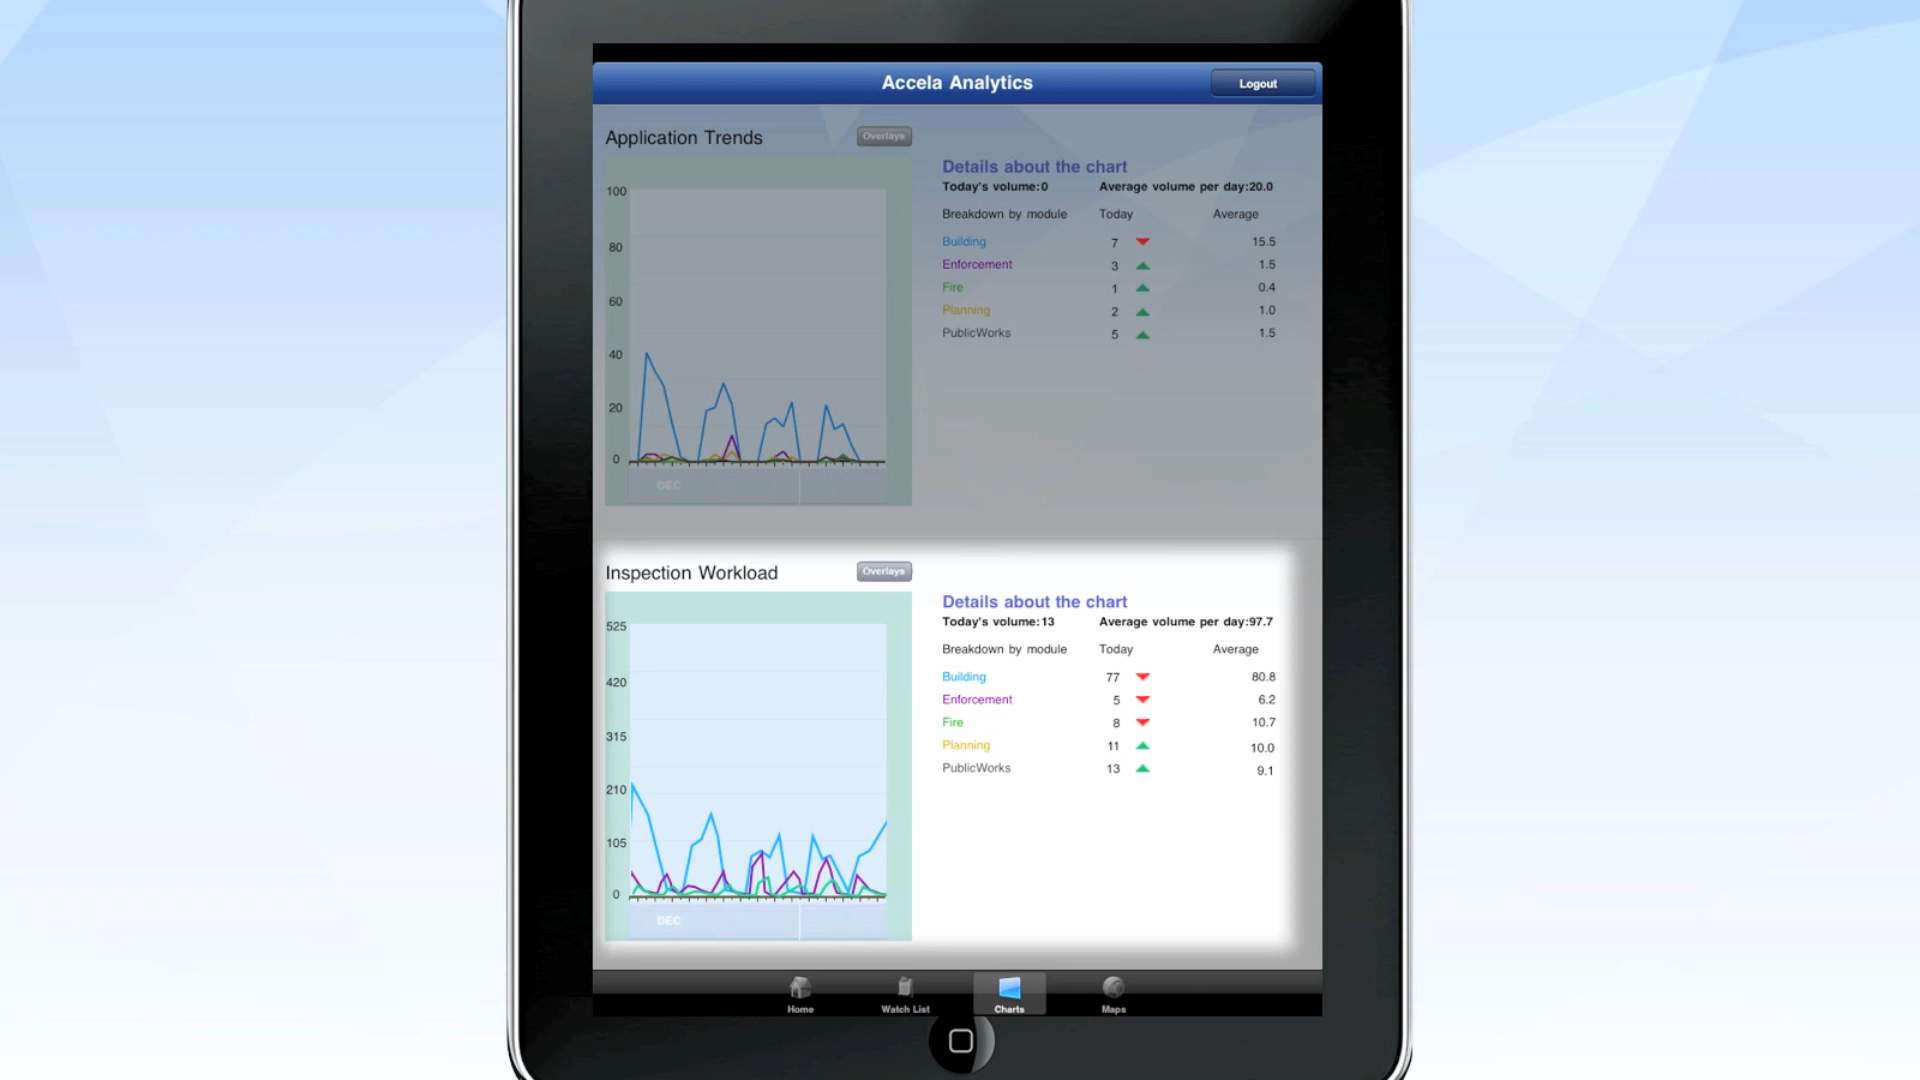 Accela Analytics
Logout
Application Trends
Overlays
Details about the chart
Today's volume:0 Average volume per day:20.0
Breakdown by module Today Average
Building 7 15.5
Enforcement 3 1.5
Fire 1 0.4
Planning 2 1.0
PublicWorks 5 1.5
100
80
60
40
20
0
DEC
Inspection Workload
Overlays
Details about the chart
Today's volume:13 Average volume per day:97.7
Breakdown by module Today Average
Building 77 80.8
Enforcement 5 6.2
Fire 8 10.7
Planning 11 10.0
PublicWorks 13 9.1
525
420
315
210
105
0
DEC
Home Watch List Charts Maps